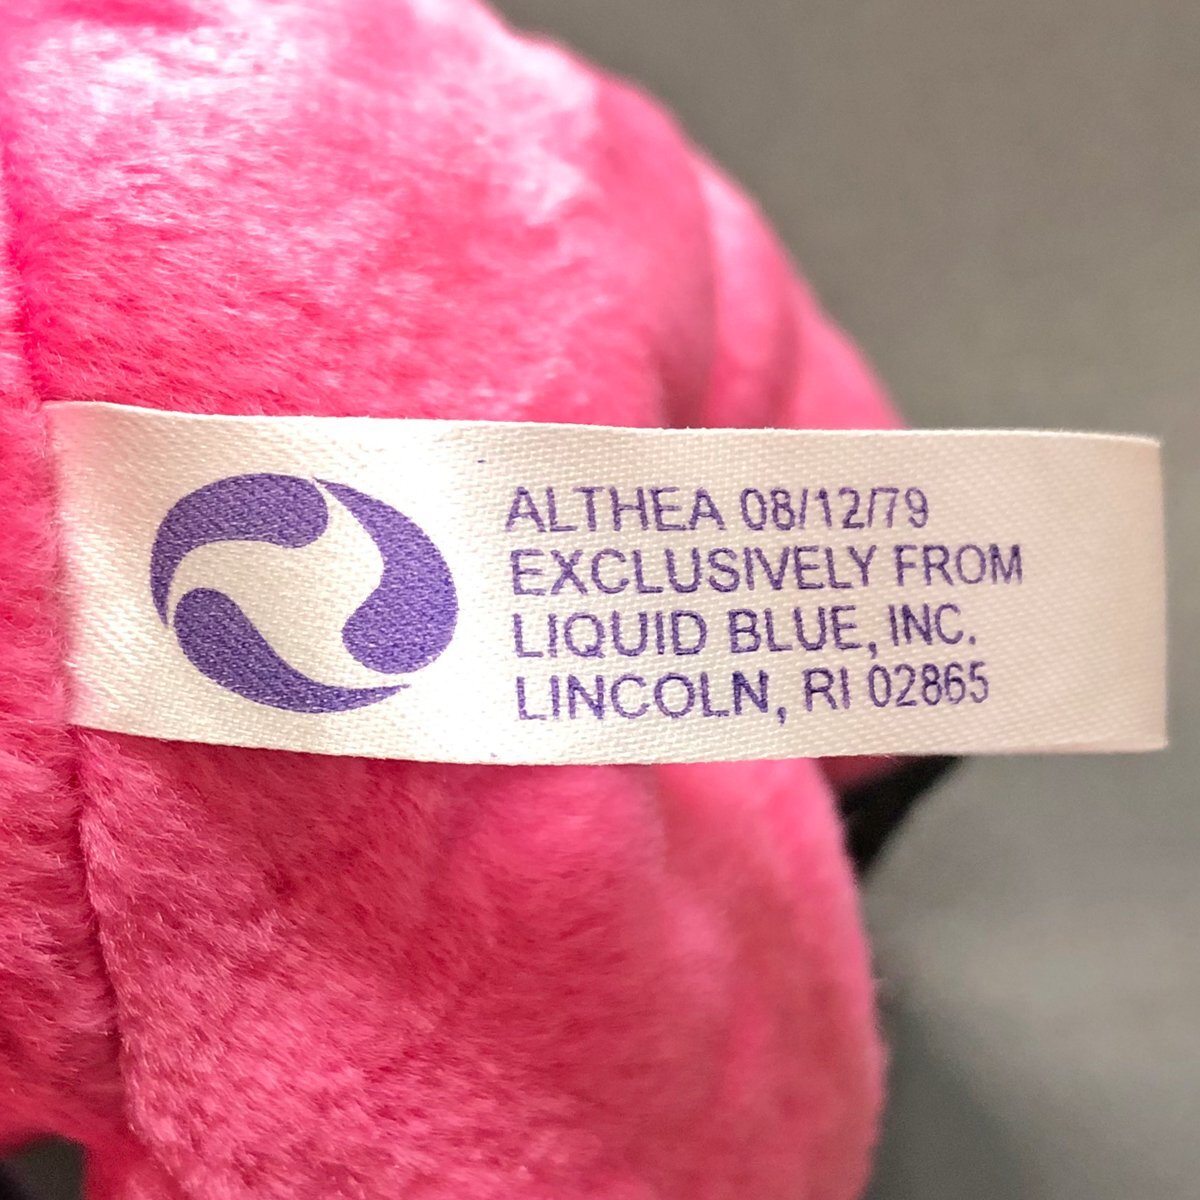 ALTHEA 08/12/79
EXCLUSIVELY FROM
LIQUID BLUE, INC.
LINCOLN, RI 02865